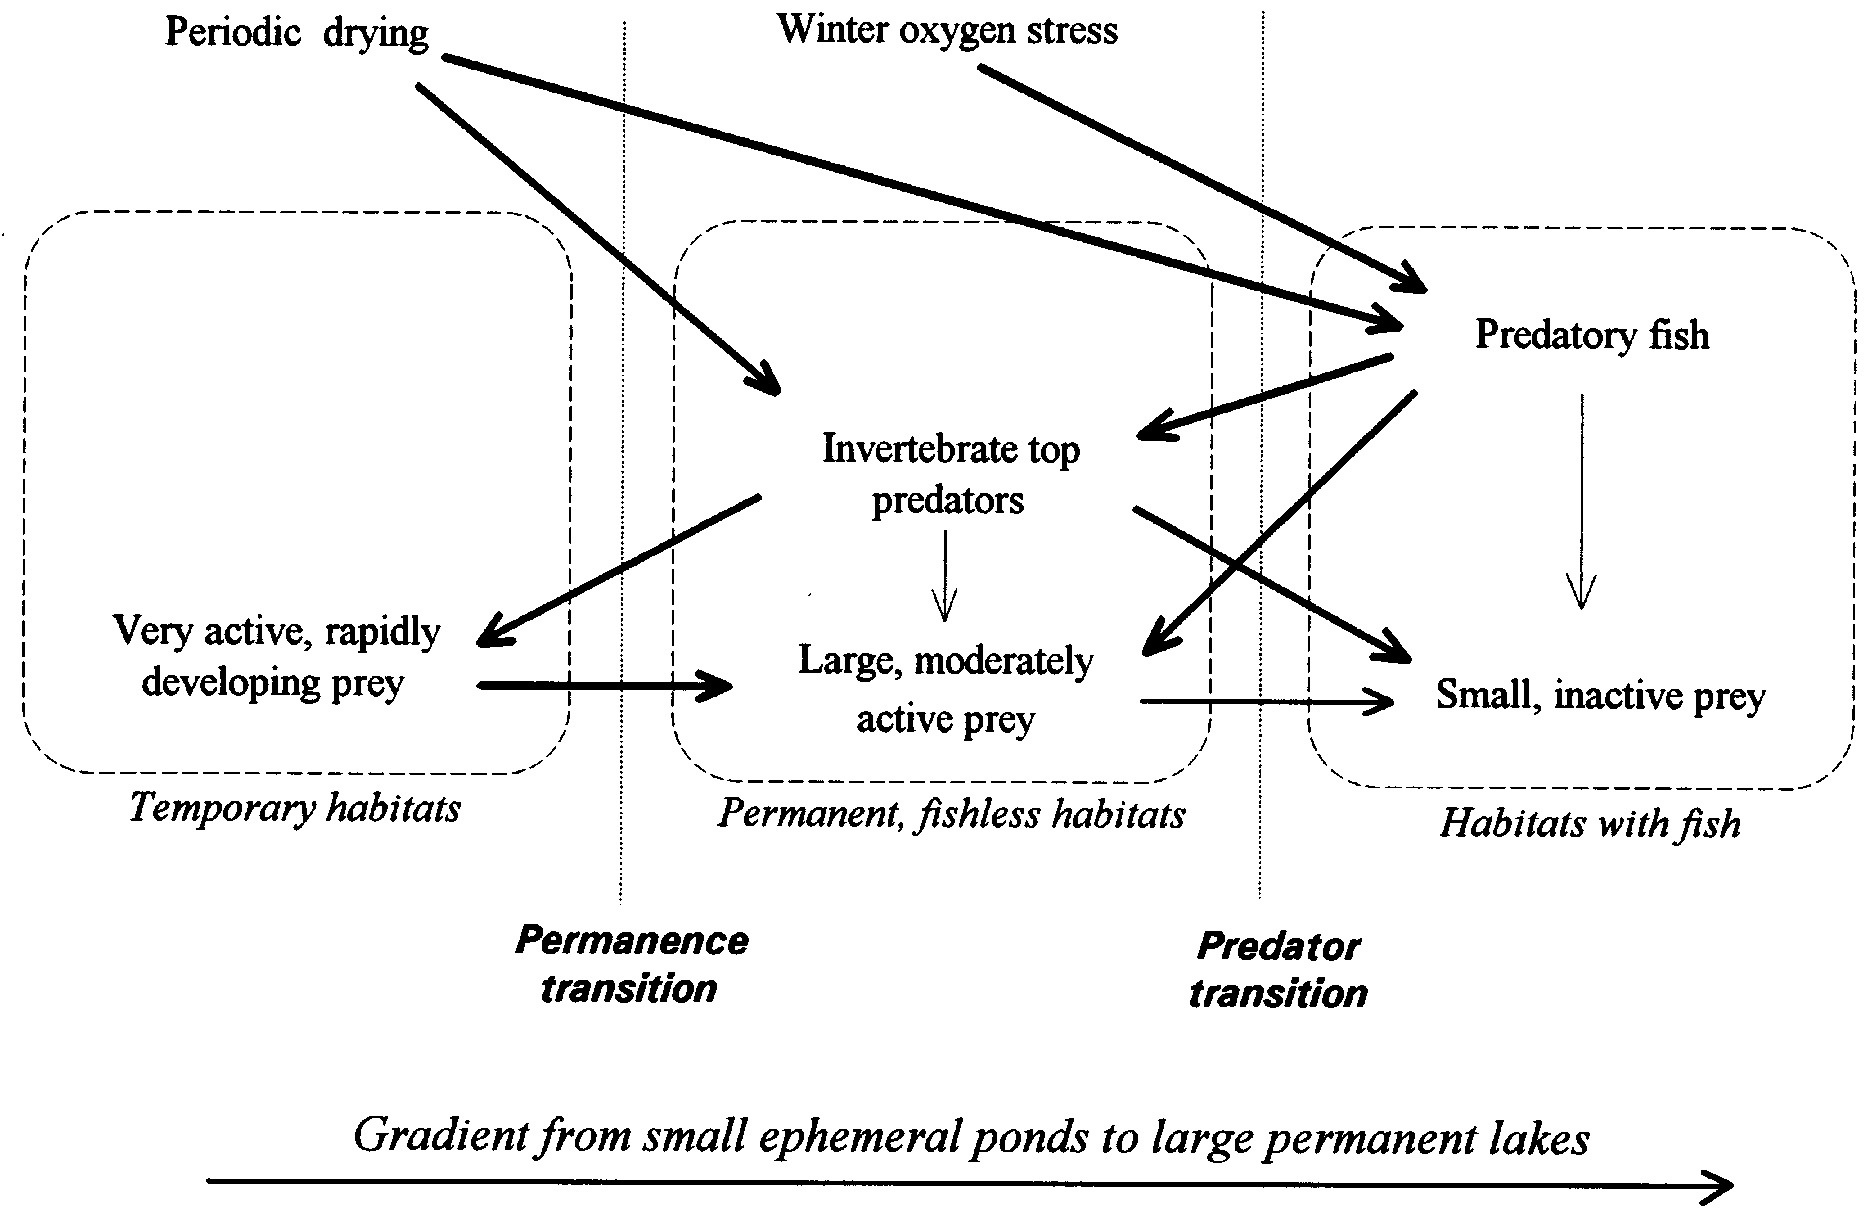 Periodic drying
Winter oxygen stress
Predatory fish
Invertebrate top
predators
Very active, rapidly
developing prey
Large, moderately
active prey
Small, inactive prey
Temporary habitats
Permanent, fishless habitats
Habitats with fish
Permanence
transition
Predator
transition
Gradient from small ephemeral ponds to large permanent lakes